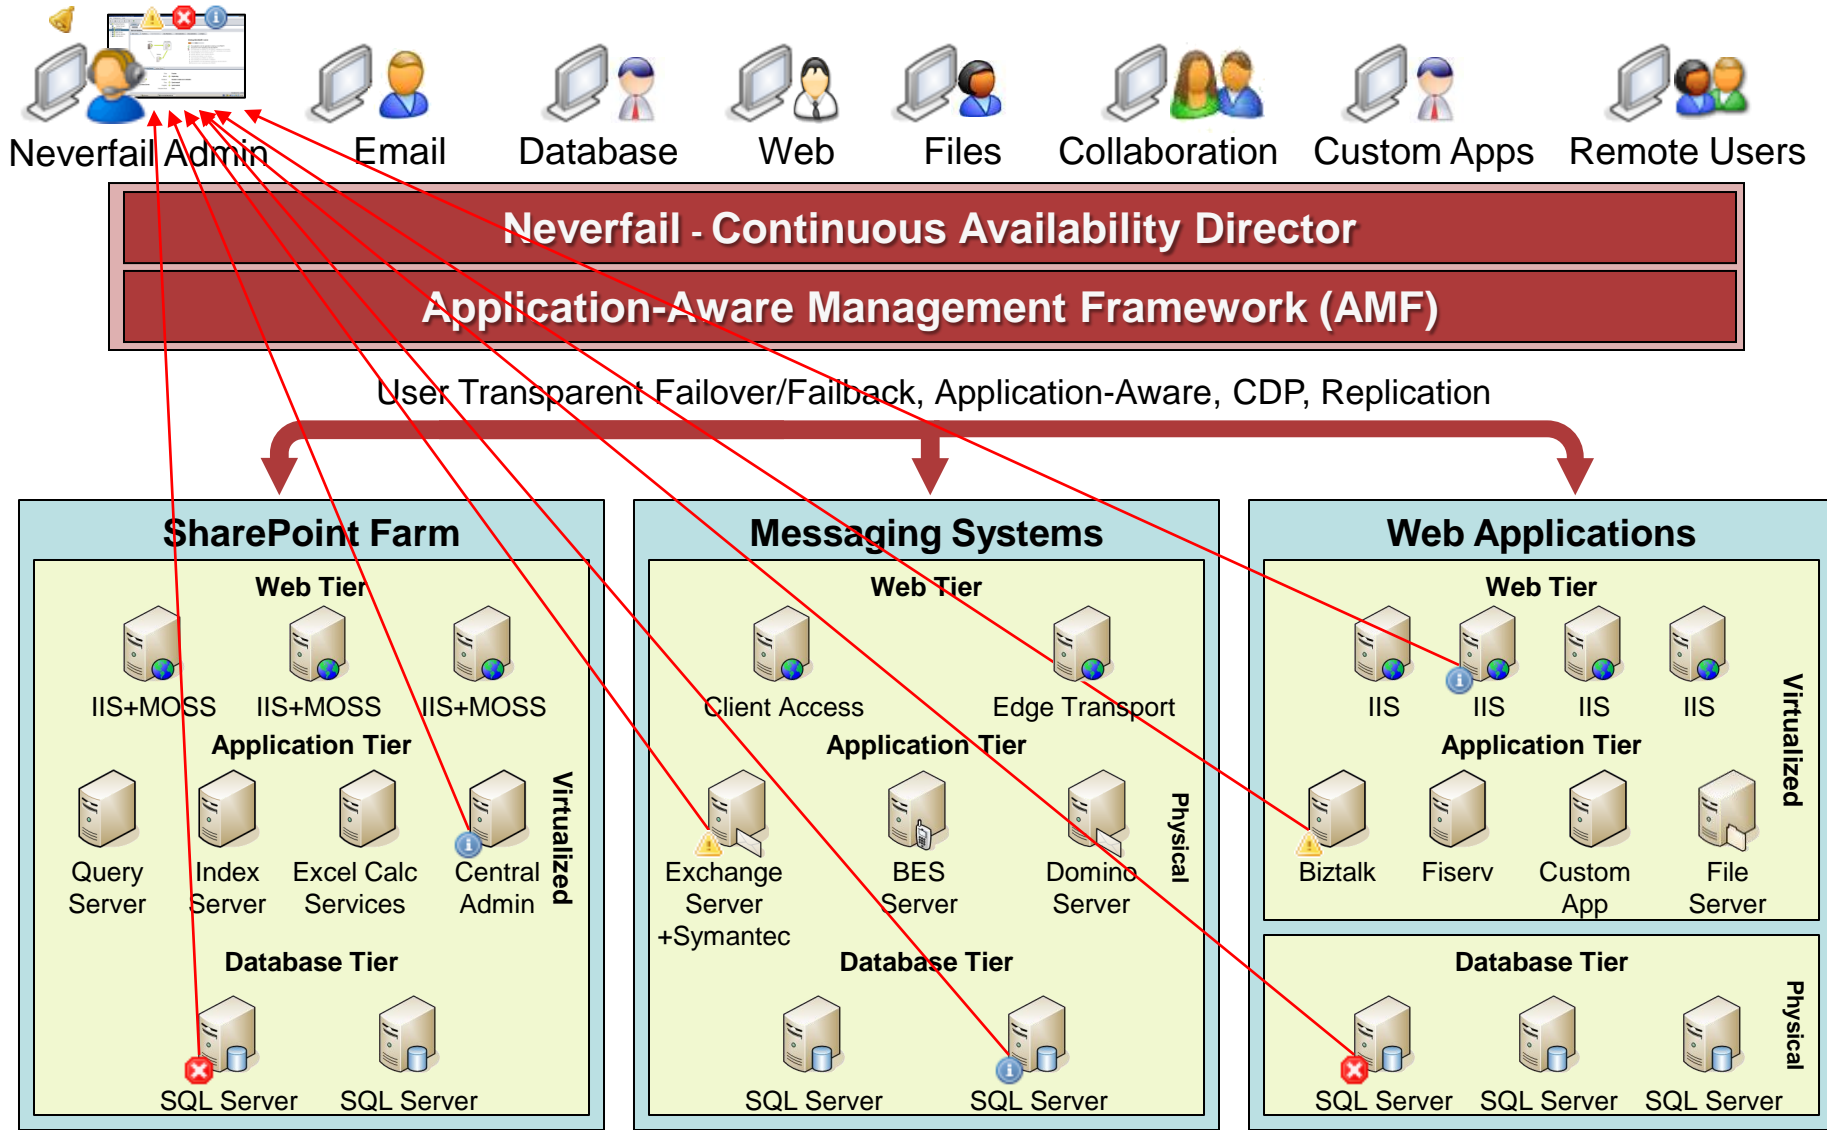 Neverfail Admin
Email
Database
Web
Files
Collaboration
Custom Apps
Remote Users
Neverfail - Continuous Availability Director
Application-Aware Management Framework (AMF)
User Transparent Failover/Failback, Application-Aware, CDP, Replication
SharePoint Farm
Web Tier
IIS+MOSS
IIS+MOSS
IIS+MOSS
Application Tier
Query
Server
Index
Server
Excel Calc
Services
Central
Admin
Virtualized
Database Tier
SQL Server
SQL Server
Messaging Systems
Web Tier
Client Access
Edge Transport
Application Tier
Exchange
Server
+Symantec
BES
Server
Domino
Server
Physical
Database Tier
SQL Server
SQL Server
Web Applications
Web Tier
IIS
IIS
IIS
IIS
Application Tier
Biztalk
Fiserv
Custom
App
File
Server
Virtualized
Database Tier
SQL Server
SQL Server
SQL Server
Physical